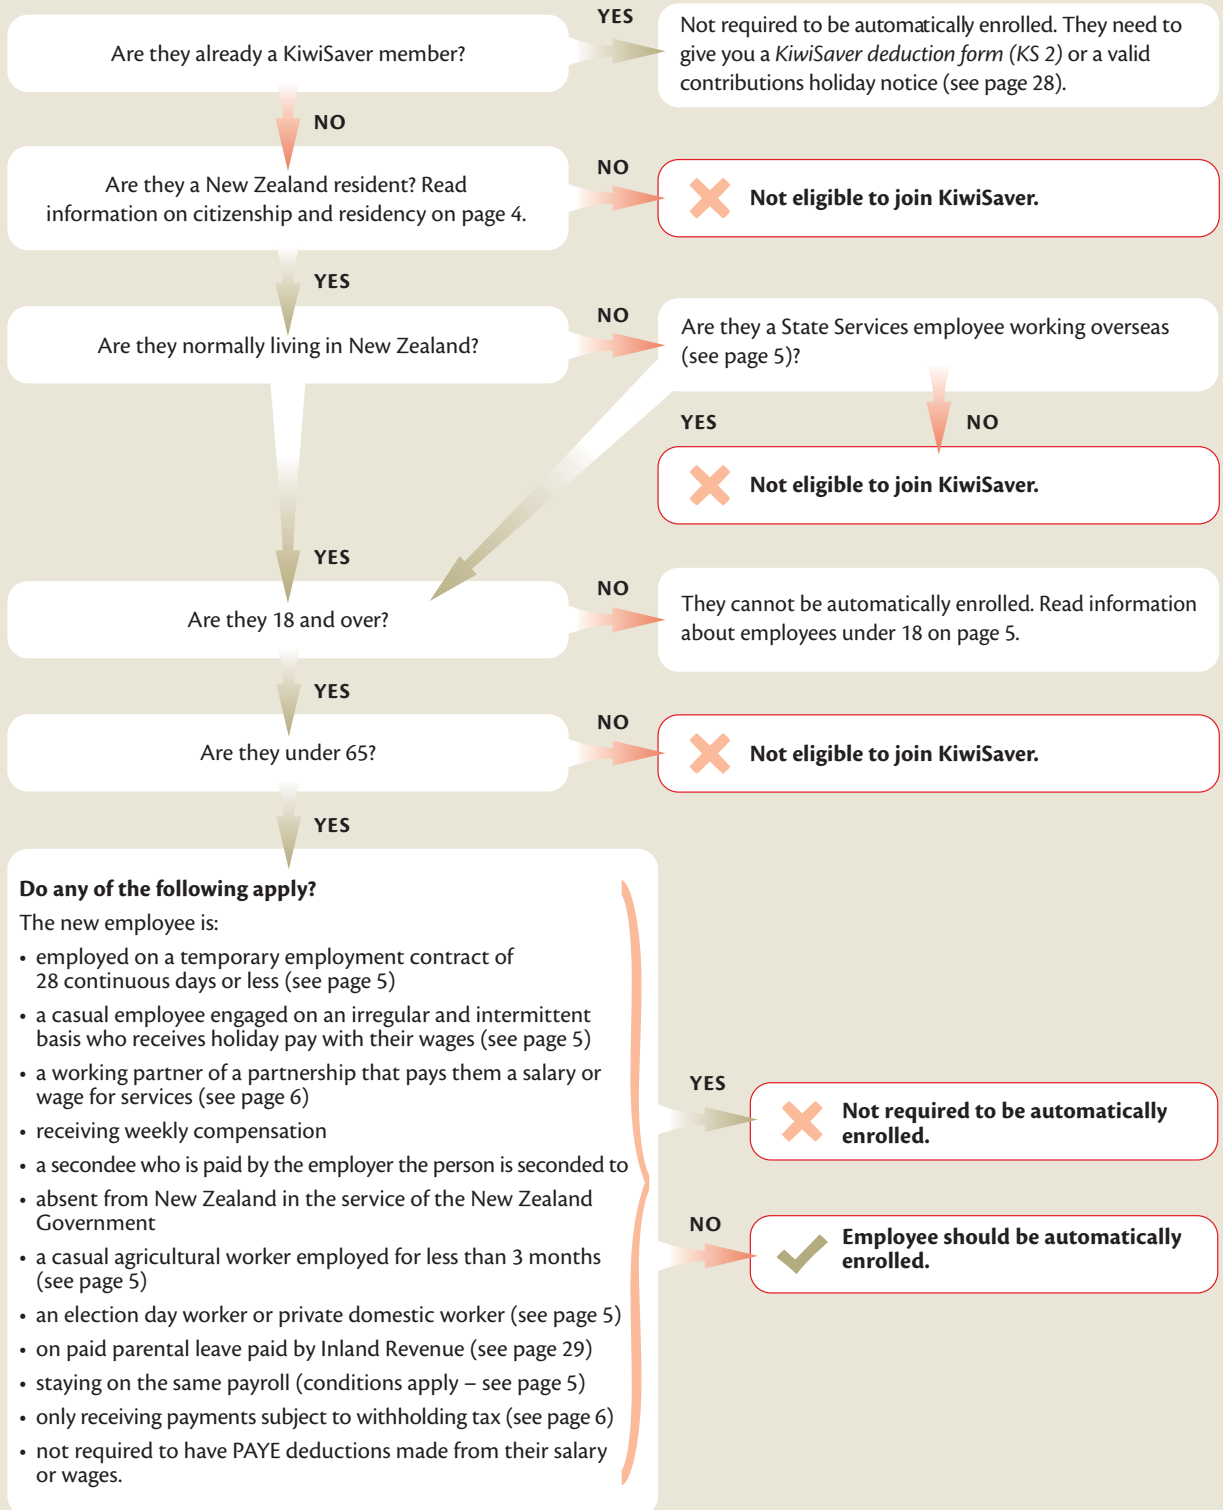 Are they already a KiwiSaver member?
YES
Not required to be automatically enrolled. They need to
give you a KiwiSaver deduction form (KS 2) or a valid
contributions holiday notice (see page 28).
NO
Are they a New Zealand resident? Read
information on citizenship and residency on page 4.
NO
Not eligible to join KiwiSaver.
YES
Are they normally living in New Zealand?
NO
Are they a State Services employee working overseas
(see page 5)?
YES
NO
Not eligible to join KiwiSaver.
YES
Are they 18 and over?
NO
They cannot be automatically enrolled. Read information
about employees under 18 on page 5.
YES
Are they under 65?
NO
Not eligible to join KiwiSaver.
YES
Do any of the following apply?
The new employee is:
• employed on a temporary employment contract of
28 continuous days or less (see page 5)
• a casual employee engaged on an irregular and intermittent
basis who receives holiday pay with their wages (see page 5)
• a working partner of a partnership that pays them a salary or
wage for services (see page 6)
• receiving weekly compensation
• a secondee who is paid by the employer the person is seconded to
• absent from New Zealand in the service of the New Zealand
Government
• a casual agricultural worker employed for less than 3 months
(see page 5)
• an election day worker or private domestic worker (see page 5)
• on paid parental leave paid by Inland Revenue (see page 29)
• staying on the same payroll (conditions apply – see page 5)
• only receiving payments subject to withholding tax (see page 6)
• not required to have PAYE deductions made from their salary
or wages.
YES
Not required to be automatically
enrolled.
NO
Employee should be automatically
enrolled.